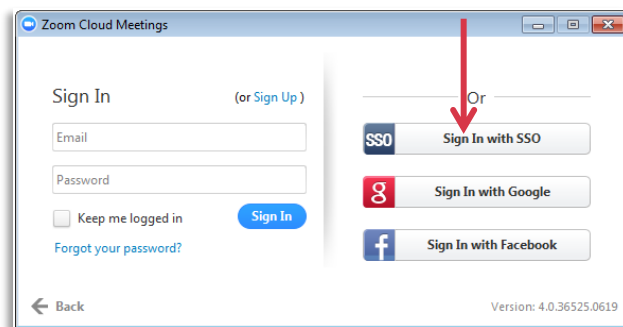 Zoom Cloud Meetings
Sign In
(or Sign Up )
Email
Password
Keep me logged in
Sign In
Forgot your password?
Or
SSO Sign In with SSO
g Sign In with Google
f Sign In with Facebook
Back
Version: 4.0.36525.0619